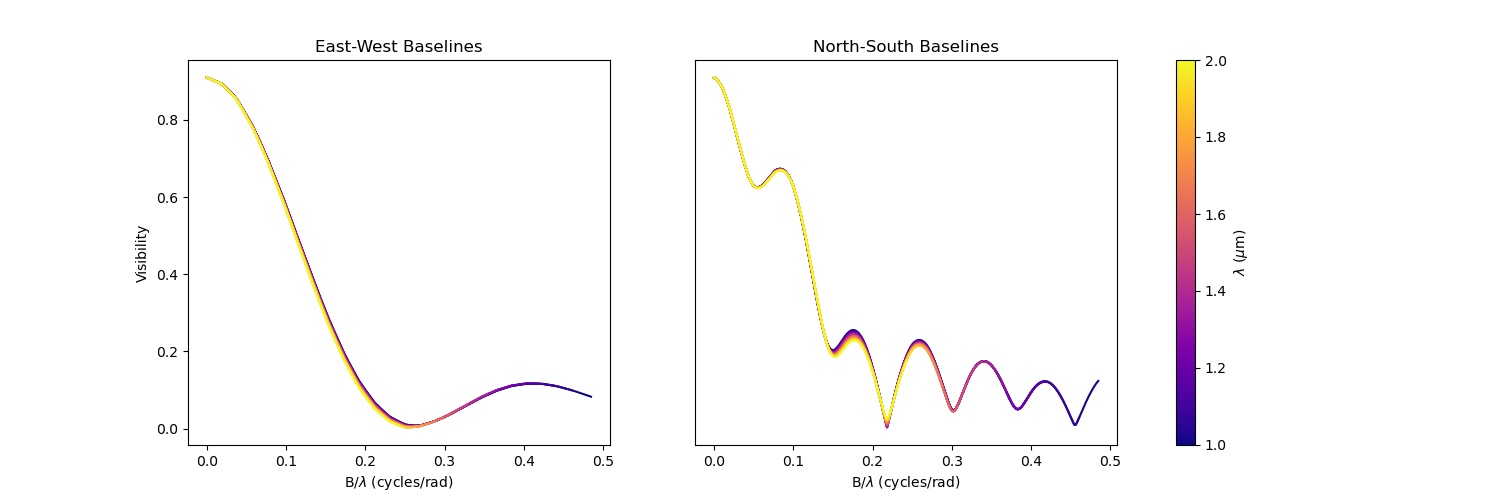 East-West Baselines
North-South Baselines
Visibility
0.8
0.6
0.4
0.2
0.0
0.0 0.1 0.2 0.3 0.4 0.5
B/λ (cycles/rad)
0.0 0.1 0.2 0.3 0.4 0.5
B/λ (cycles/rad)
2.0
1.8
1.6
1.4
1.2
1.0
λ (μm)